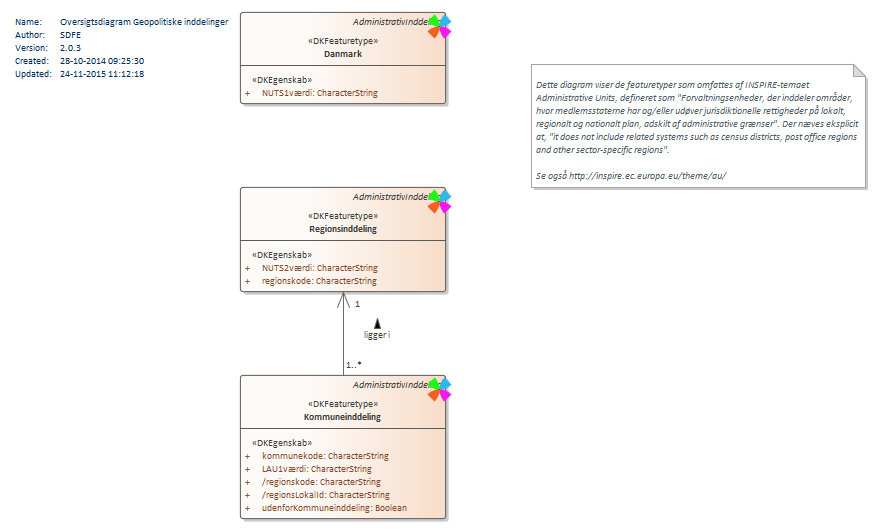 Name: Oversigtsdiagram Geopolitiske inddelinger
Author: SDFE
Version: 2.0.3
Created: 28-10-2014 09:25:30
Updated: 24-11-2015 11:12:18
AdministrativInddeling
«DKFeaturetype»
Danmark
«DKEgenskab»
+ NUTS1værdi: CharacterString
Dette diagram viser de featuretyper som omfattes af INSPIRE-temaet
Administrative Units, defineret som "Forvaltningsenheder, der inddeler områder,
hvor medlemsstaterne har og/eller udøver jurisdiktionelle rettigheder på lokalt,
regionalt og nationalt plan, adskilt af administrative grænser". Der næves eksplicit
at, "it does not include related systems such as census districts, post office regions
and other sector-specific regions".
Se også http://inspire.ec.europa.eu/theme/au/
AdministrativInddeling
«DKFeaturetype»
Regionsinddeling
«DKEgenskab»
+ NUTS2værdi: CharacterString
+ regionskode: CharacterString
1
ligger i
1..*
AdministrativInddeling
«DKFeaturetype»
Kommuneinddeling
«DKEgenskab»
+ kommunekode: CharacterString
+ LAU1værdi: CharacterString
+ /regionskode: CharacterString
+ /regionsLokalId: CharacterString
+ udenforKommuneinddeling: Boolean